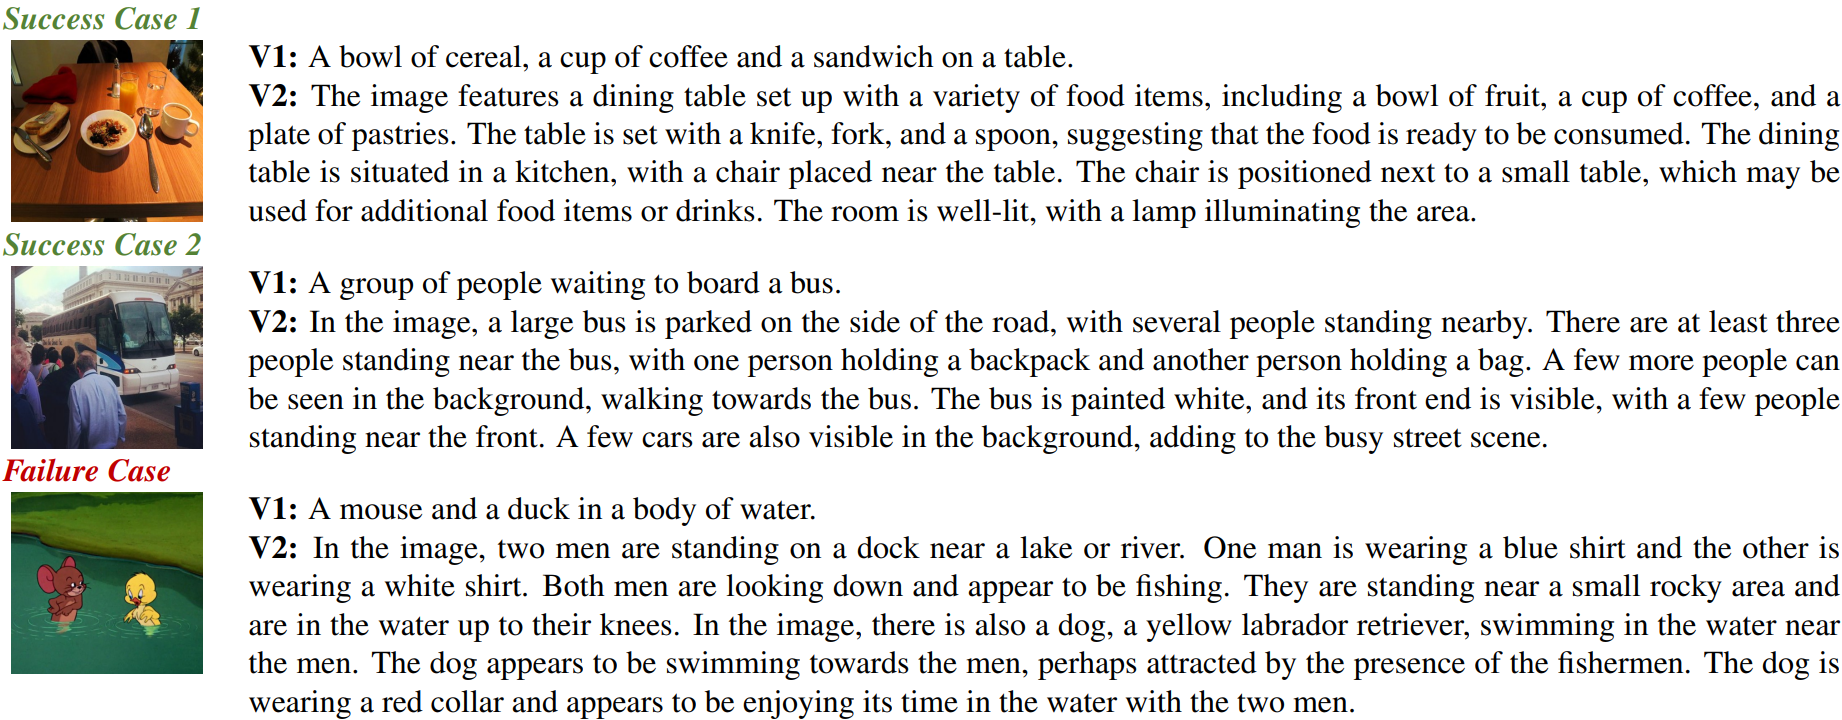 Success Case 1
V1: A bowl of cereal, a cup of coffee and a sandwich on a table.
V2: The image features a dining table set up with a variety of food items, including a bowl of fruit, a cup of coffee, and a
plate of pastries. The table is set with a knife, fork, and a spoon, suggesting that the food is ready to be consumed. The dining
table is situated in a kitchen, with a chair placed near the table. The chair is positioned next to a small table, which may be
used for additional food items or drinks. The room is well-lit, with a lamp illuminating the area.
Success Case 2
V1: A group of people waiting to board a bus.
V2: In the image, a large bus is parked on the side of the road, with several people standing nearby. There are at least three
people standing near the bus, with one person holding a backpack and another person holding a bag. A few more people can
be seen in the background, walking towards the bus. The bus is painted white, and its front end is visible, with a few people
standing near the front. A few cars are also visible in the background, adding to the busy street scene.
Failure Case
V1: A mouse and a duck in a body of water.
V2: In the image, two men are standing on a dock near a lake or river. One man is wearing a blue shirt and the other is
wearing a white shirt. Both men are looking down and appear to be fishing. They are standing near a small rocky area and
are in the water up to their knees. In the image, there is also a dog, a yellow labrador retriever, swimming in the water near
the men. The dog appears to be swimming towards the men, perhaps attracted by the presence of the fishermen. The dog is
wearing a red collar and appears to be enjoying its time in the water with the two men.